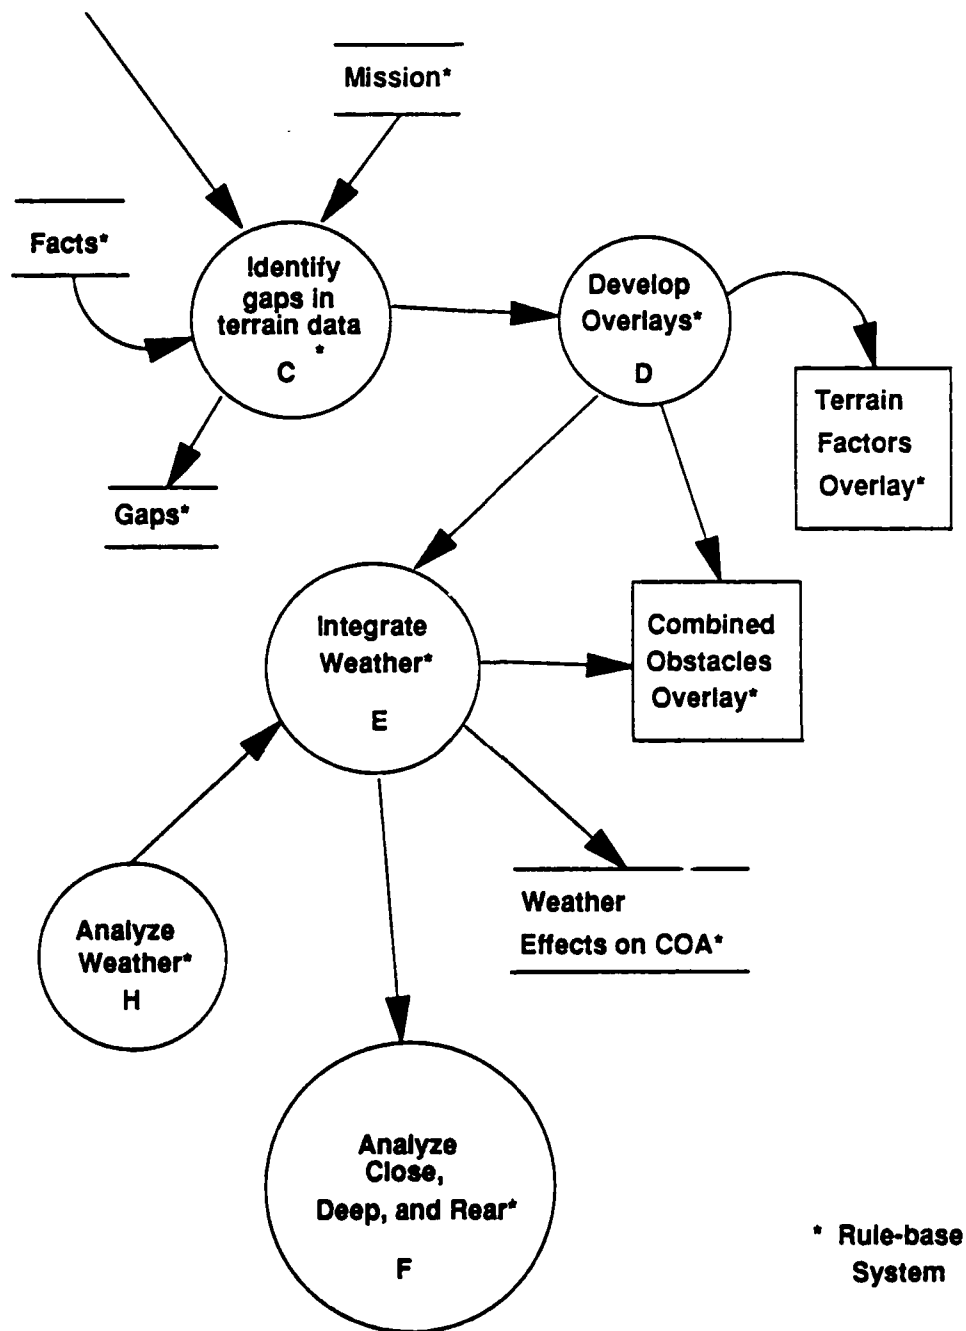 Mission*
Facts*
Identify
gaps in
terrain data
*
C
Develop
Overlays*
D
Terrain
Factors
Overlay*
Gaps*
Integrate
Weather*
E
Combined
Obstacles
Overlay*
Analyze
Weather*
H
Weather
Effects on COA*
Analyze
Close,
Deep, and Rear*
F
* Rule-base
System